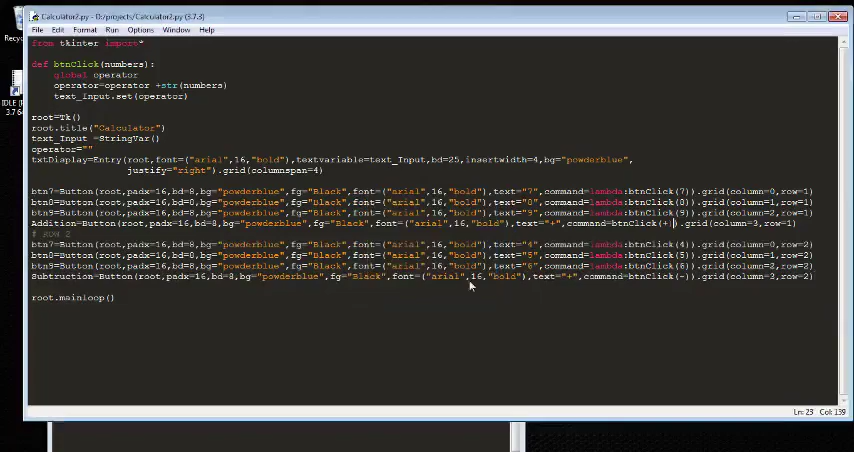 Calculator2.py - D:/projects/Calculator2.py (3.7.3)
File Edit Format Run Options Window Help
Recyc
IDLE (P
3.7 64
from tkinter import*
def btnClick(numbers):
    global operator
    operator=operator +str(numbers)
    text_Input.set(operator)
root=Tk()
root.title("Calculator")
text_Input =StringVar()
operator=""
txtDisplay=Entry(root,font=("arial",16,"bold"),textvariable=text_Input,bd=25,insertwidth=4,bg="powderblue",
                 justify="right").grid(columnspan=4)
btn7=Button(root,padx=16,bd=8,bg="powderblue",fg="Black",font=("arial",16,"bold"),text="7",command=lambda:btnClick(7)).grid(column=0,row=1)
btn8=Button(root,padx=16,bd=8,bg="powderblue",fg="Black",font=("arial",16,"bold"),text="8",command=lambda:btnClick(8)).grid(column=1,row=1)
btn9=Button(root,padx=16,bd=8,bg="powderblue",fg="Black",font=("arial",16,"bold"),text="9",command=lambda:btnClick(9)).grid(column=2,row=1)
Addition=Button(root,padx=16,bd=8,bg="powderblue",fg="Black",font=("arial",16,"bold"),text="+",command=btnClick(+)).grid(column=3,row=1)
# ROW 2
btn7=Button(root,padx=16,bd=8,bg="powderblue",fg="Black",font=("arial",16,"bold"),text="4",command=lambda:btnClick(4)).grid(column=0,row=2)
btn8=Button(root,padx=16,bd=8,bg="powderblue",fg="Black",font=("arial",16,"bold"),text="5",command=lambda:btnClick(5)).grid(column=1,row=2)
btn9=Button(root,padx=16,bd=8,bg="powderblue",fg="Black",font=("arial",16,"bold"),text="6",command=lambda:btnClick(6)).grid(column=2,row=2)
Subtraction=Button(root,padx=16,bd=8,bg="powderblue",fg="Black",font=("arial",16,"bold"),text="+",command=btnClick(-)).grid(column=3,row=2)
root.mainloop()
Ln: 23 Col: 139